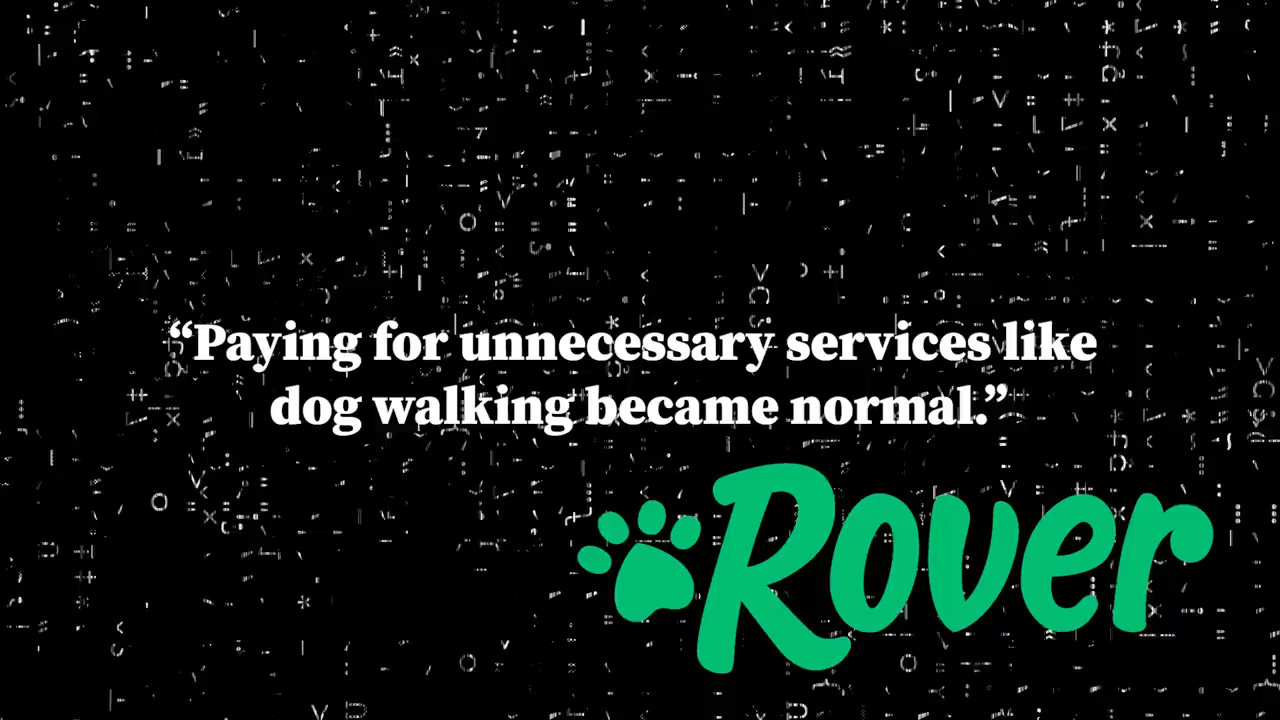 “Paying for unnecessary services like
dog walking became normal.”
Rover